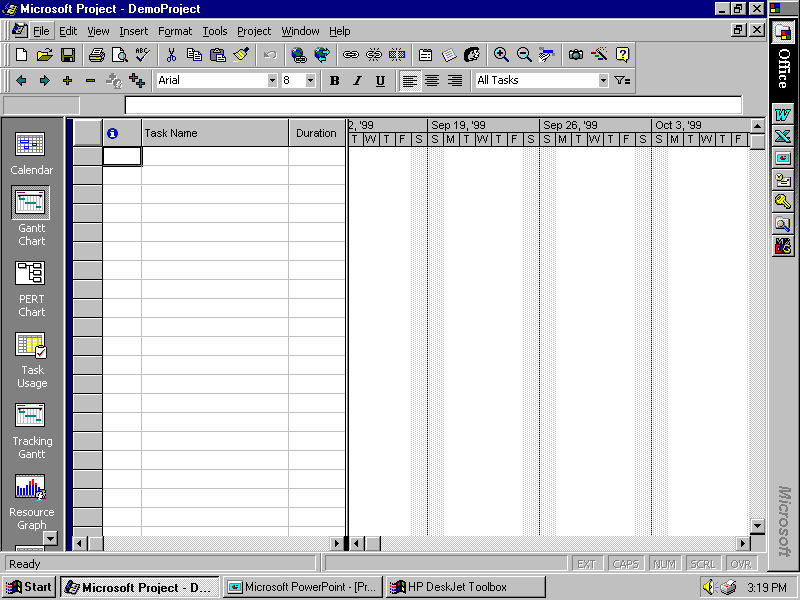 Microsoft Project - DemoProject
File Edit View Insert Format Tools Project Window Help
Office
Arial 8 B I U All Tasks
Task Name Duration
2, '99 Sep 19, '99 Sep 26, '99 Oct 3, '99
T W T F S S M T W T F S S M T W T F S S M T W T F
Calendar
Gantt
Chart
PERT
Chart
Task
Usage
Tracking
Gantt
Resource
Graph
Microsoft
Ready EXT CAPS NUM SCRL OVR
Start Microsoft Project - D... Microsoft PowerPoint - [Pr... HP DeskJet Toolbox 3:19 PM